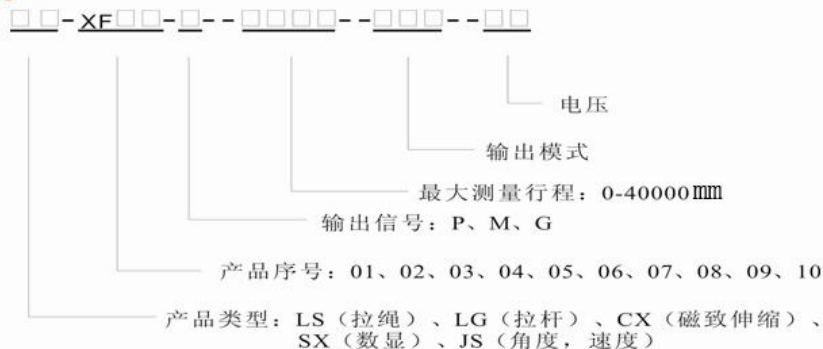 □□-XF□□-□--□□□□--□□□--□□
电压
输出模式
最大测量行程：0-40000mm
输出信号：P、M、G
产品序号：01、02、03、04、05、06、07、08、09、10
产品类型：LS（拉绳）、LG（拉杆）、CX（磁致伸缩）、
SX（数显）、JS（角度，速度）